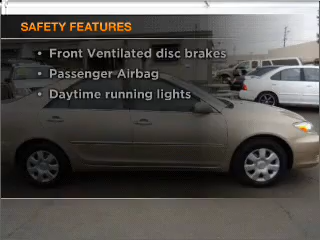 SAFETY FEATURES
• Front Ventilated disc brakes
• Passenger Airbag
• Daytime running lights